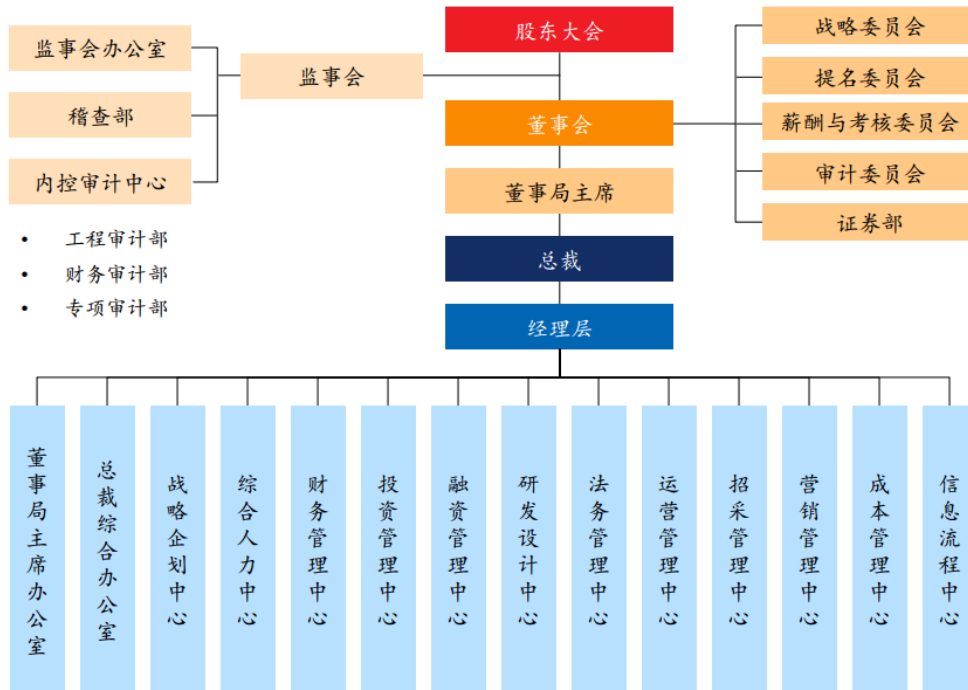 股东大会
监事会办公室
稽查部
内控审计中心
监事会
董事会
董事局主席
总裁
经理层
战略委员会
提名委员会
薪酬与考核委员会
审计委员会
证券部
• 工程审计部
• 财务审计部
• 专项审计部
董事局主席办公室
总裁综合办公室
战略企划中心
综合人力中心
财务管理中心
投资管理中心
融资管理中心
研发设计中心
法务管理中心
运营管理中心
招采管理中心
营销管理中心
成本管理中心
信息流程中心